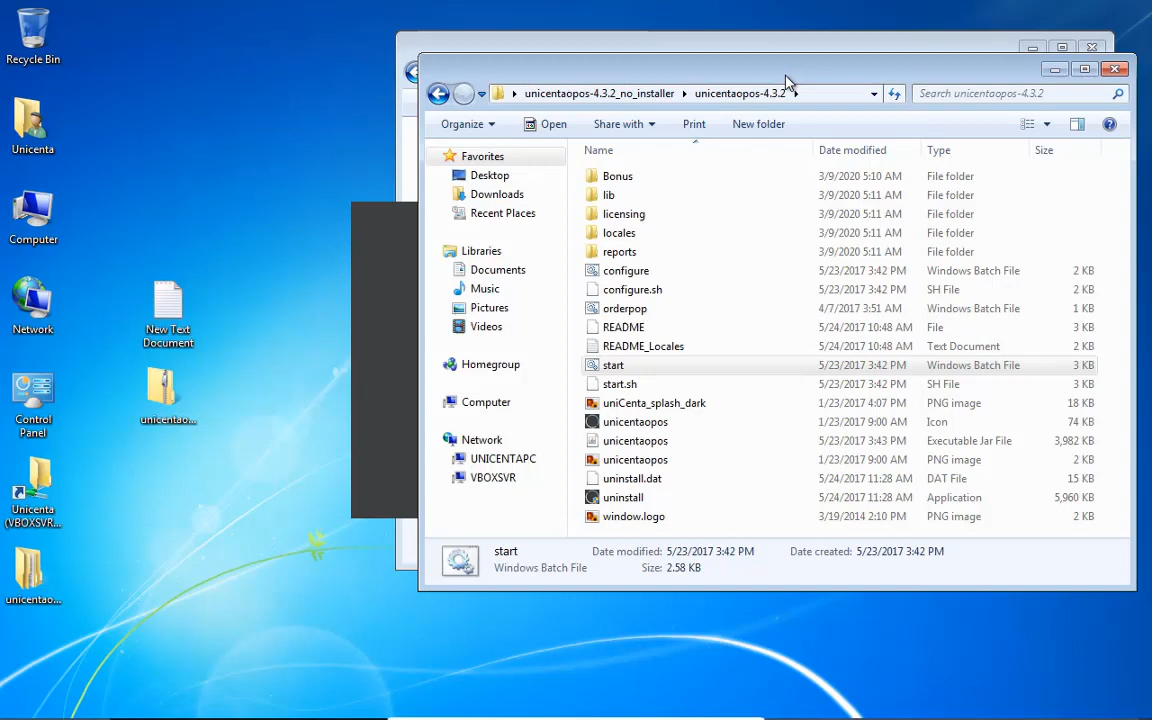 Recycle Bin
Unicenta
Computer
Network
Control
Panel
Unicenta
(VBOXSVR...
unicentao...
New Text
Document
unicentao...
unicentaopos-4.3.2_no_installer unicentaopos-4.3.2
Search unicentaopos-4.3.2
Organize Open Share with Print New folder
Favorites
Desktop
Downloads
Recent Places
Libraries
Documents
Music
Pictures
Videos
Homegroup
Computer
Network
UNICENTAPC
VBOXSVR
Name Date modified Type Size
Bonus 3/9/2020 5:10 AM File folder
lib 3/9/2020 5:11 AM File folder
licensing 3/9/2020 5:11 AM File folder
locales 3/9/2020 5:11 AM File folder
reports 3/9/2020 5:11 AM File folder
configure 5/23/2017 3:42 PM Windows Batch File 2 KB
configure.sh 5/23/2017 3:42 PM SH File 2 KB
orderpop 4/7/2017 3:51 AM Windows Batch File 1 KB
README 5/24/2017 10:48 AM File 3 KB
README_Locales 5/24/2017 10:48 AM Text Document 2 KB
start 5/23/2017 3:42 PM Windows Batch File 3 KB
start.sh 5/23/2017 3:42 PM SH File 3 KB
uniCenta_splash_dark 1/23/2017 4:07 PM PNG image 18 KB
unicentaopos 1/23/2017 9:00 AM Icon 74 KB
unicentaopos 5/23/2017 3:43 PM Executable Jar File 3,982 KB
unicentaopos 1/23/2017 9:00 AM PNG image 2 KB
uninstall.dat 5/24/2017 11:28 AM DAT File 15 KB
uninstall 5/24/2017 11:28 AM Application 5,960 KB
window.logo 3/19/2014 2:10 PM PNG image 2 KB
start Date modified: 5/23/2017 3:42 PM Date created: 5/23/2017 3:42 PM
Windows Batch File Size: 2.58 KB